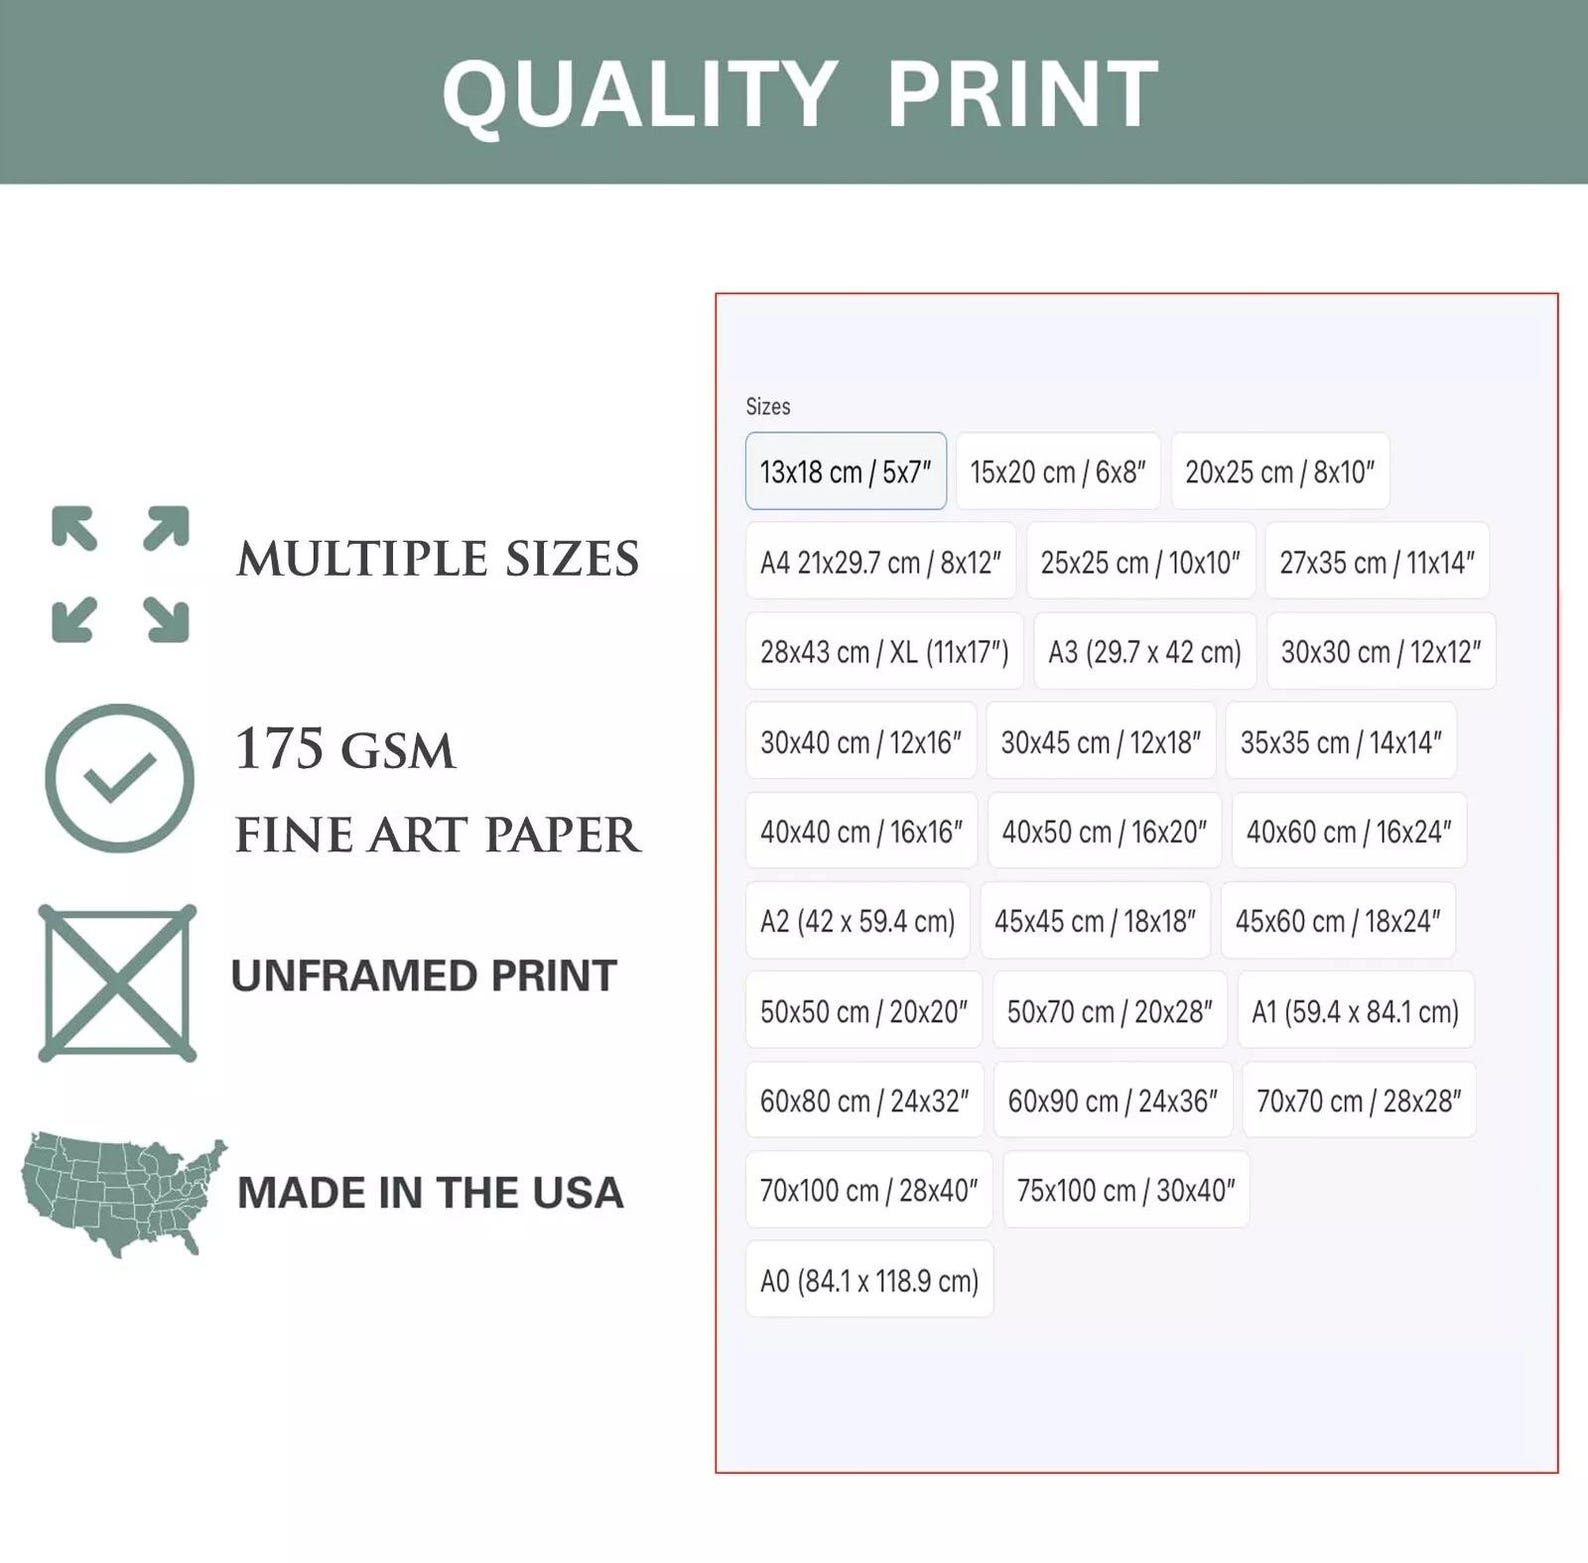 QUALITY PRINT
MULTIPLE SIZES
175 GSM
FINE ART PAPER
UNFRAMED PRINT
MADE IN THE USA
Sizes
13x18 cm / 5x7″ 15x20 cm / 6x8″ 20x25 cm / 8x10″
A4 21x29.7 cm / 8x12″ 25x25 cm / 10x10″ 27x35 cm / 11x14″
28x43 cm / XL (11x17″) A3 (29.7 x 42 cm) 30x30 cm / 12x12″
30x40 cm / 12x16″ 30x45 cm / 12x18″ 35x35 cm / 14x14″
40x40 cm / 16x16″ 40x50 cm / 16x20″ 40x60 cm / 16x24″
A2 (42 x 59.4 cm) 45x45 cm / 18x18″ 45x60 cm / 18x24″
50x50 cm / 20x20″ 50x70 cm / 20x28″ A1 (59.4 x 84.1 cm)
60x80 cm / 24x32″ 60x90 cm / 24x36″ 70x70 cm / 28x28″
70x100 cm / 28x40″ 75x100 cm / 30x40″
A0 (84.1 x 118.9 cm)